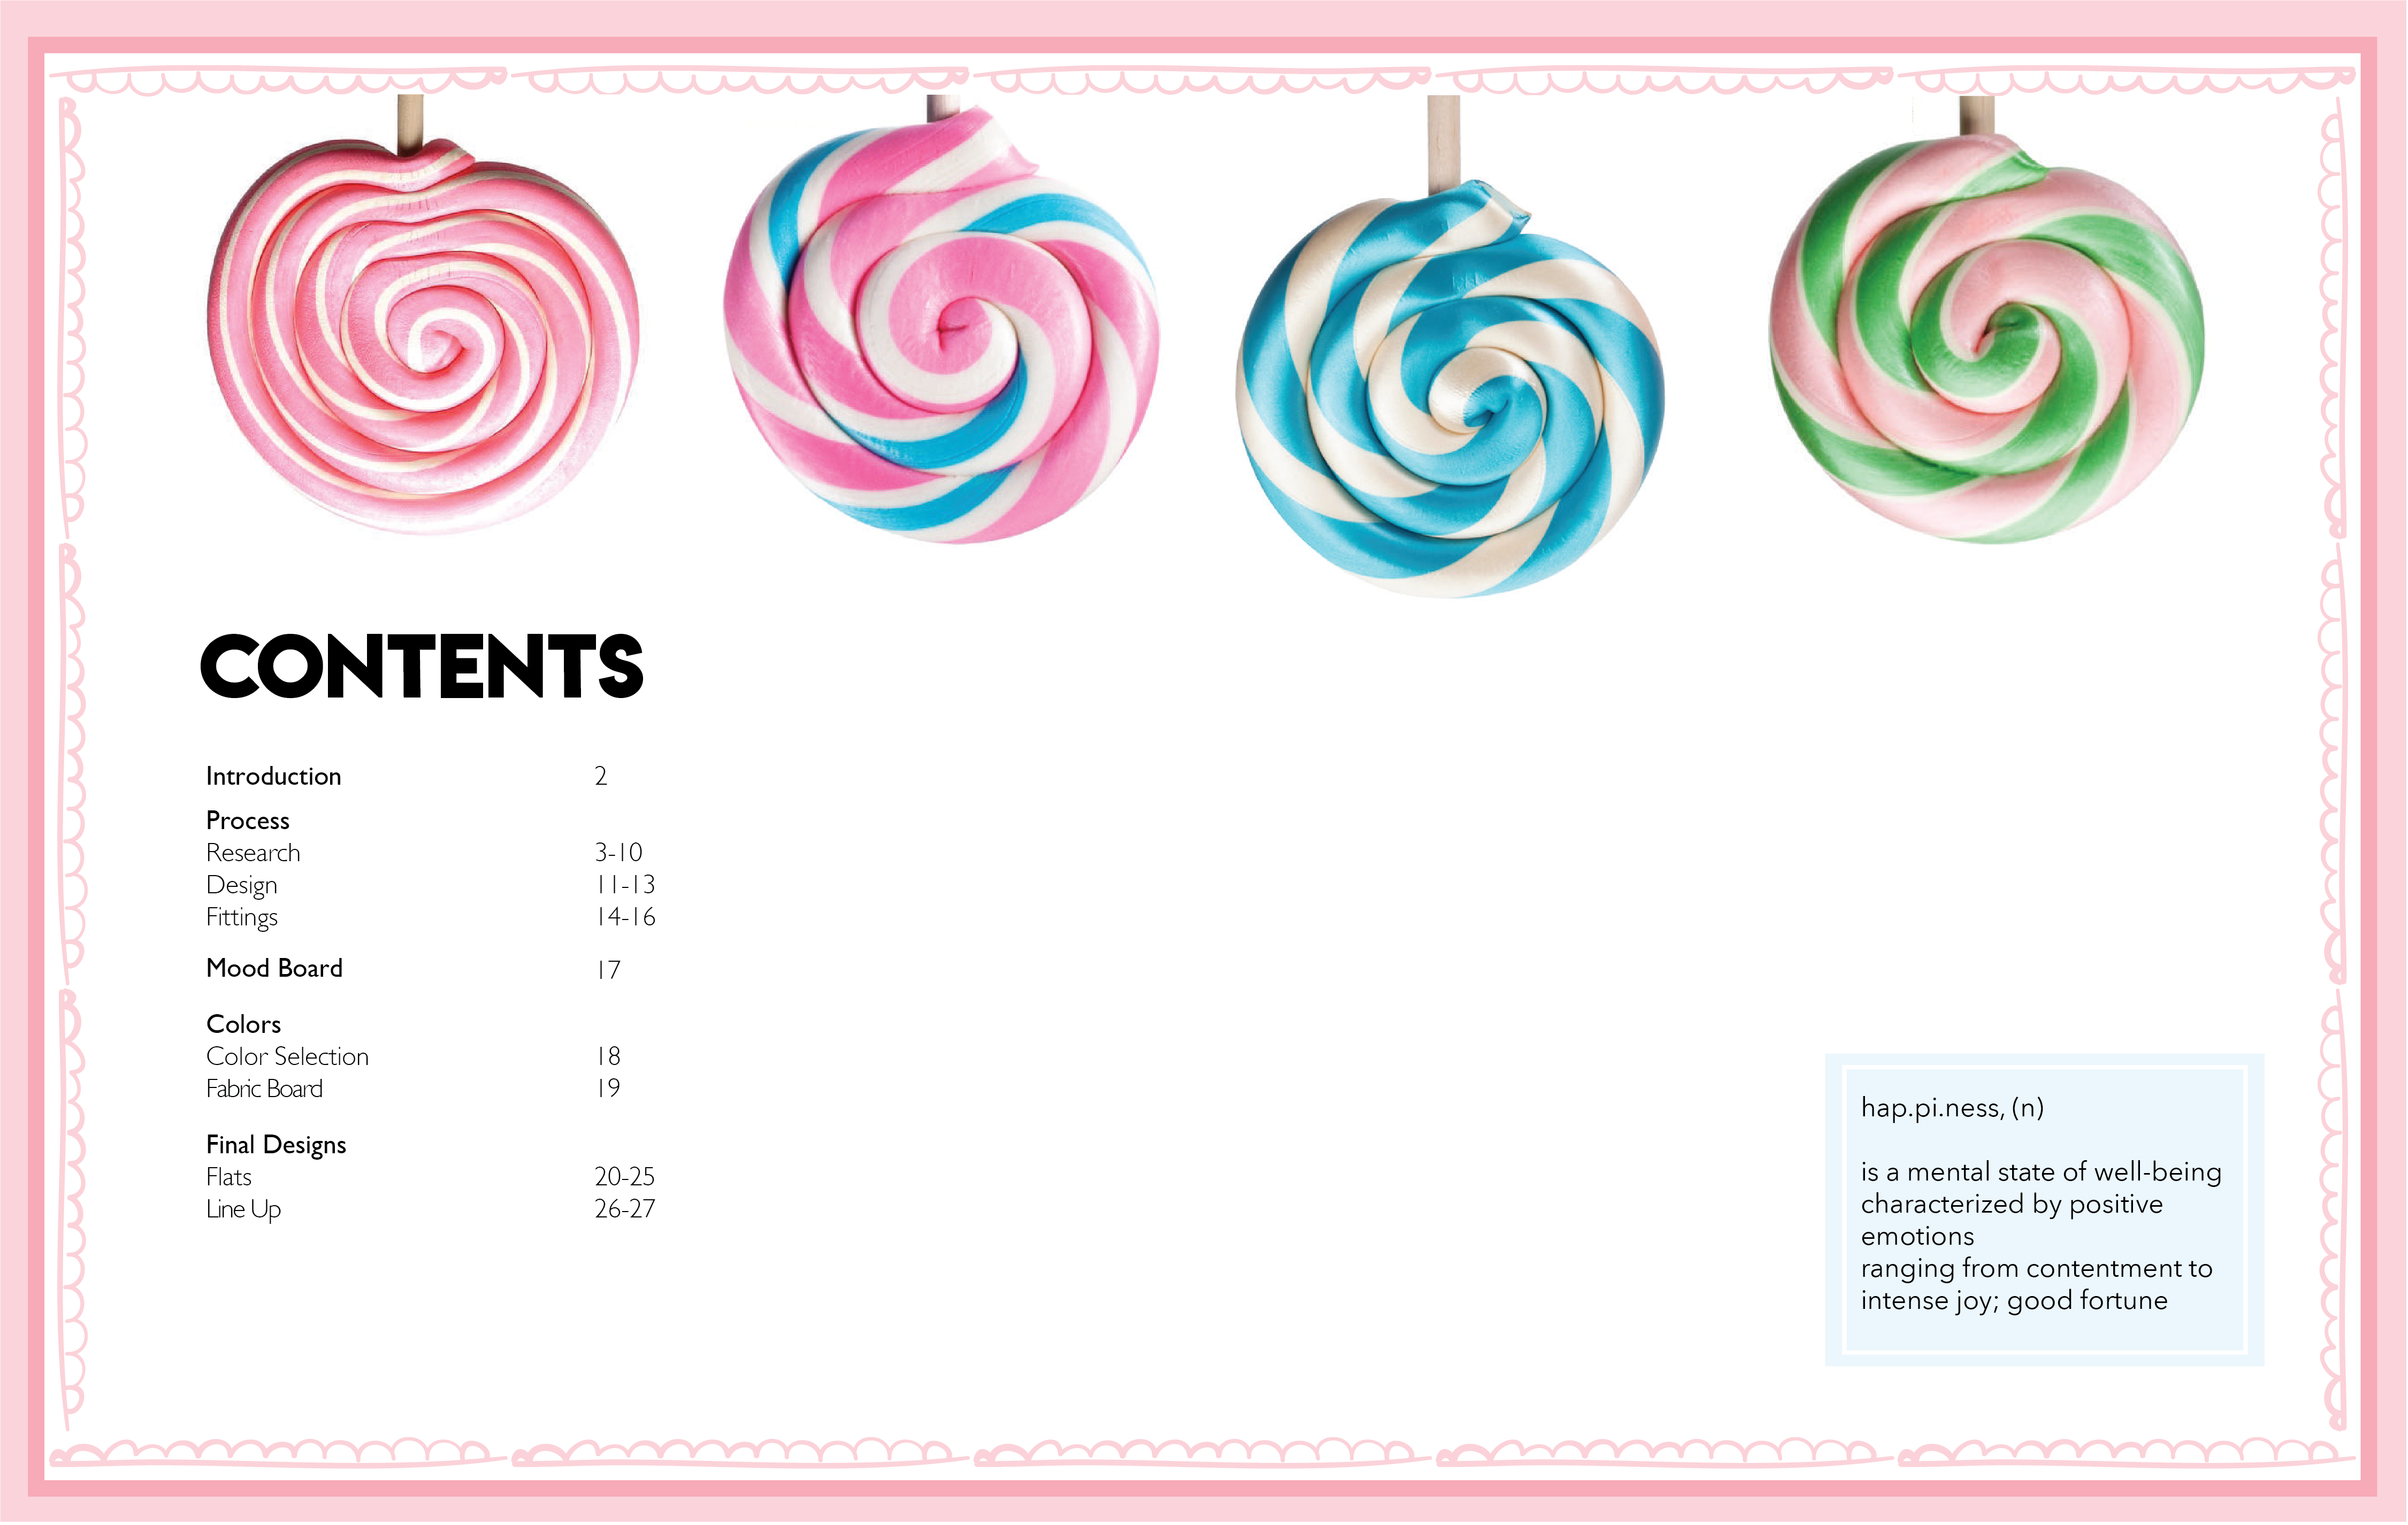 CONTENTS
Introduction 2
Process
Research 3-10
Design 11-13
Fittings 14-16
Mood Board 17
Colors
Color Selection 18
Fabric Board 19
Final Designs
Flats 20-25
Line Up 26-27
hap.pi.ness, (n)
is a mental state of well-being
characterized by positive
emotions
ranging from contentment to
intense joy; good fortune